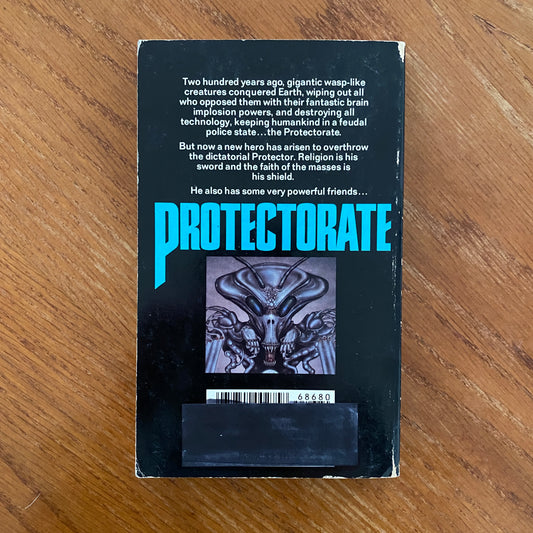 Two hundred years ago, gigantic wasp-like
creatures conquered Earth, wiping out all
who opposed them with their fantastic brain
implosion powers, and destroying all
technology, keeping humankind in a feudal
police state...the Protectorate.
But now a new hero has arisen to overthrow
the dictatorial Protector. Religion is his
sword and the faith of the masses is
his shield.
He also has some very powerful friends...
PROTECTORATE
68680